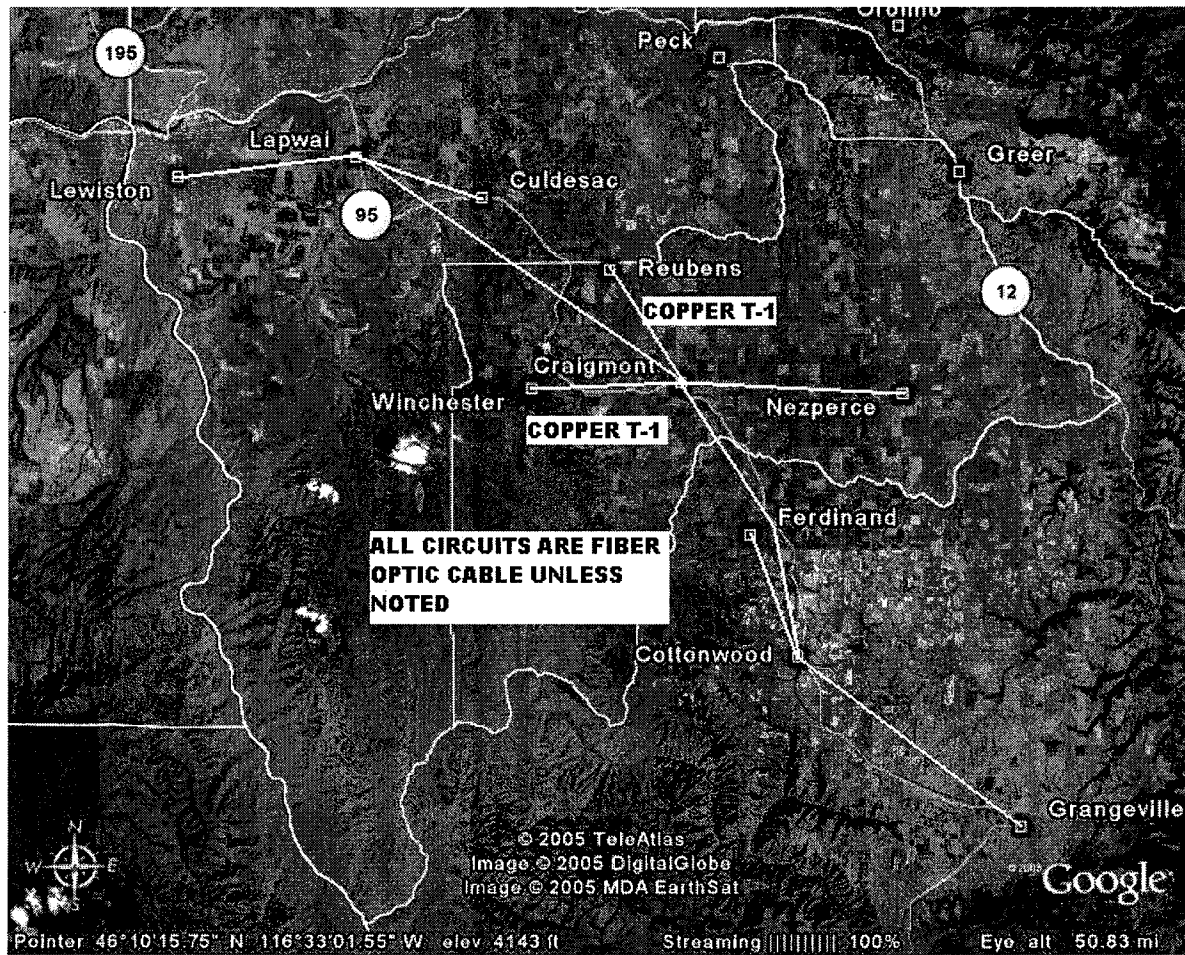 195
Peck
Lapwai
Greer
Lewiston
Culdesac
95
Reubens
12
COPPER T-1
Craigmont
Winchester
Nezperce
COPPER T-1
Ferdinand
ALL CIRCUITS ARE FIBER
OPTIC CABLE UNLESS
NOTED
Cottonwood
Grangeville
N
W E
S
© 2005 TeleAtlas
Image © 2005 DigitalGlobe
Image © 2005 MDA EarthSat
© 2005 Google
Pointer 46°10'15.75" N 116°33'01.55" W elev 4143 ft Streaming |||||||||| 100% Eye alt 50.83 mi